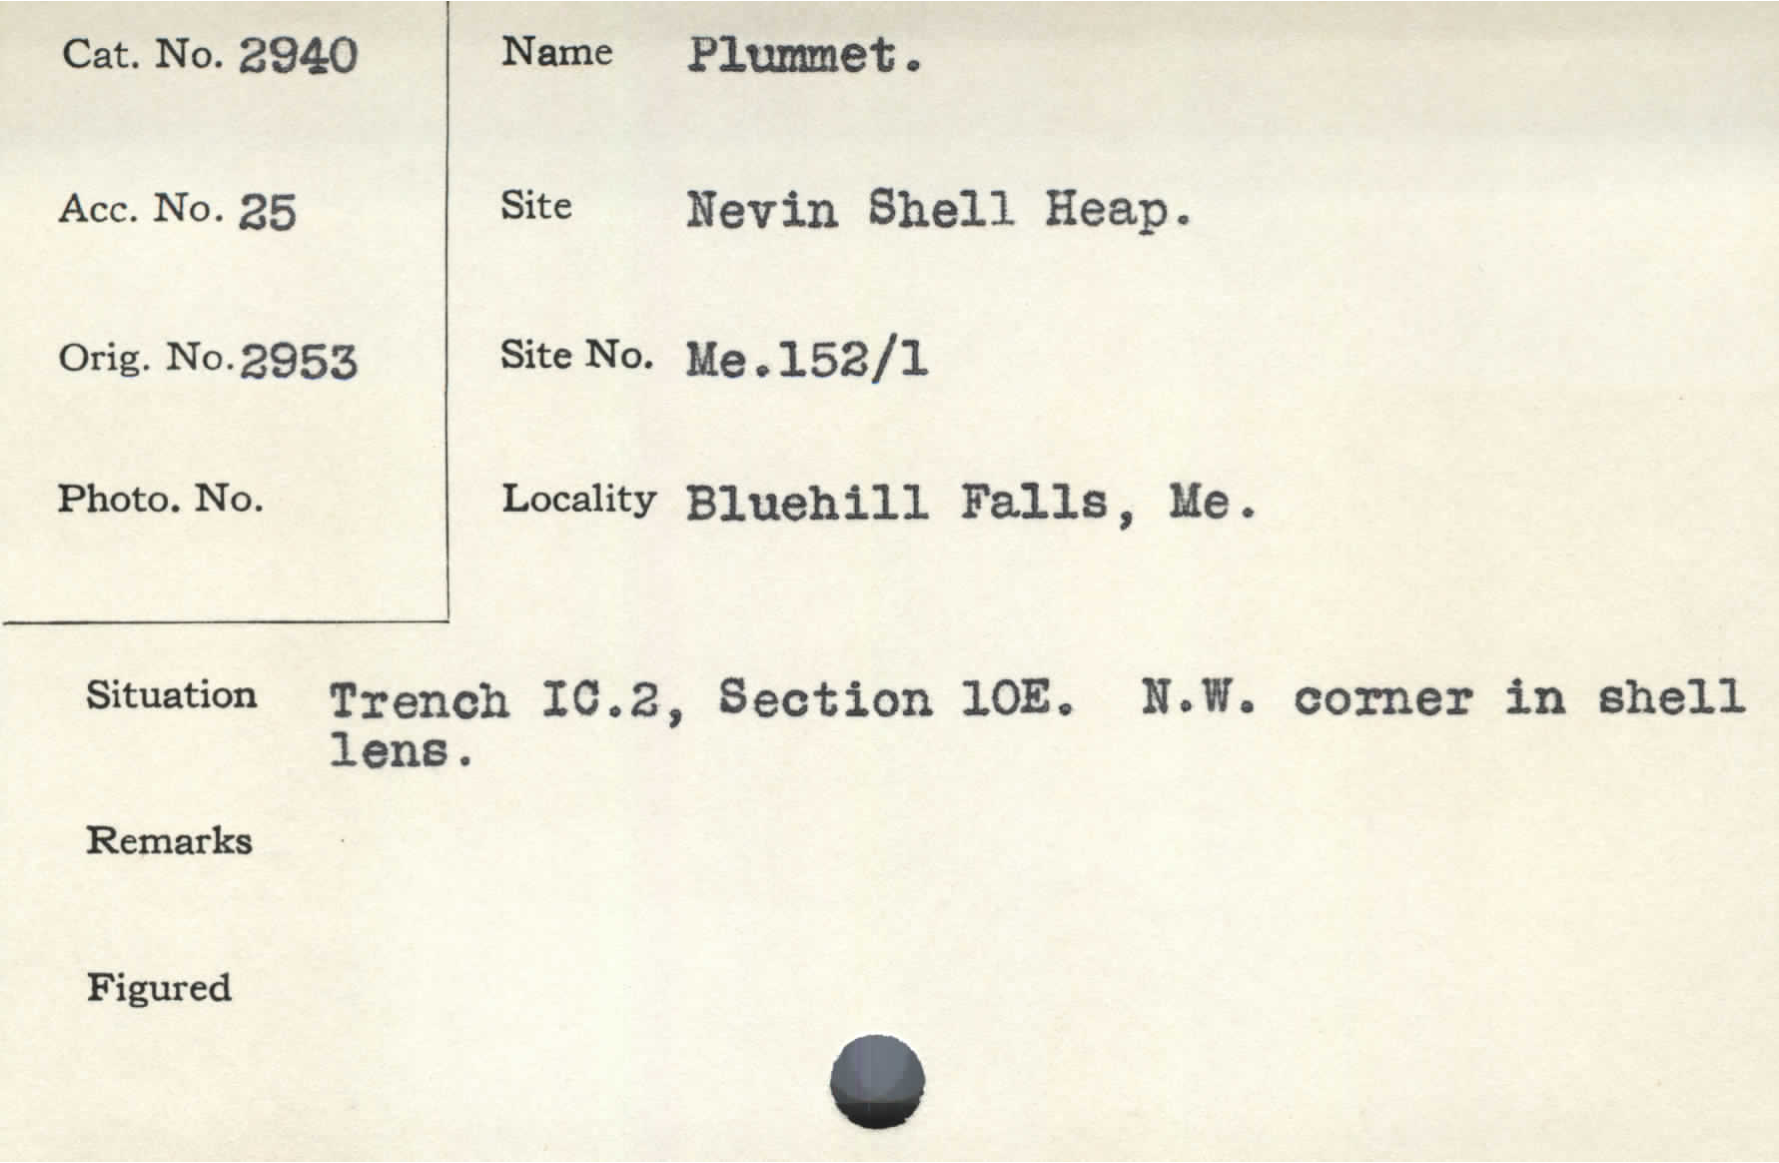 Cat. No. 2940
Name Plummet.
Acc. No. 25
Site Nevin Shell Heap.
Orig. No. 2953
Site No. Me.152/1
Photo. No.
Locality Bluehill Falls, Me.
Situation Trench IC.2, Section 10E. N.W. corner in shell
lens.
Remarks
Figured